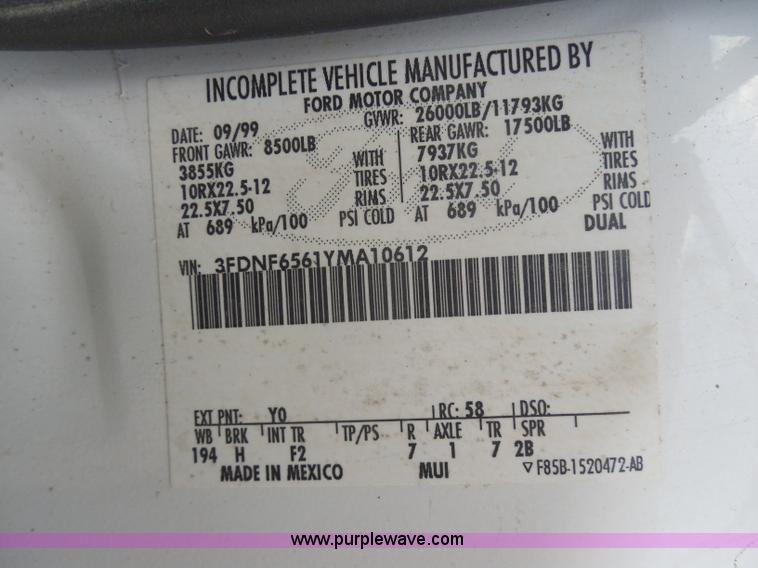 INCOMPLETE VEHICLE MANUFACTURED BY
FORD MOTOR COMPANY
DATE: 09/99 GVWR: 26000LB/11793KG
FRONT GAWR: 8500LB REAR GAWR: 17500LB
3855KG WITH 7937KG WITH
10RX22.5-12 TIRES 10RX22.5-12 TIRES
22.5X7.50 RIMS 22.5X7.50 RIMS
AT 689 kPa/100 PSI COLD AT 689 kPa/100 PSI COLD
DUAL
VIN: 3FDNF6561YMA10612
EXT PNT: Y0 RC: 58 DSO:
WB BRK INT TR TP/PS R AXLE TR SPR
194 H F2 7 1 7 2B
MADE IN MEXICO MUI ▽ F85B-1520472-AB
www.purplewave.com